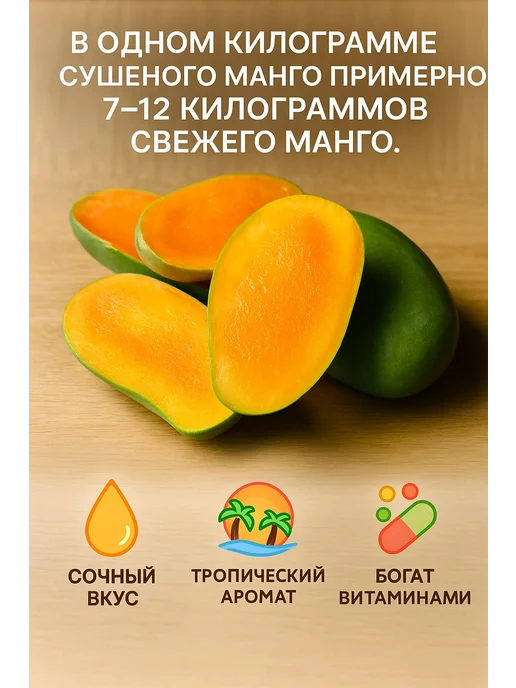 В ОДНОМ КИЛОГРАММЕ
СУШЕНОГО МАНГО ПРИМЕРНО
7–12 КИЛОГРАММОВ
СВЕЖЕГО МАНГО.
СОЧНЫЙ
ВКУС
ТРОПИЧЕСКИЙ
АРОМАТ
БОГАТ
ВИТАМИНАМИ